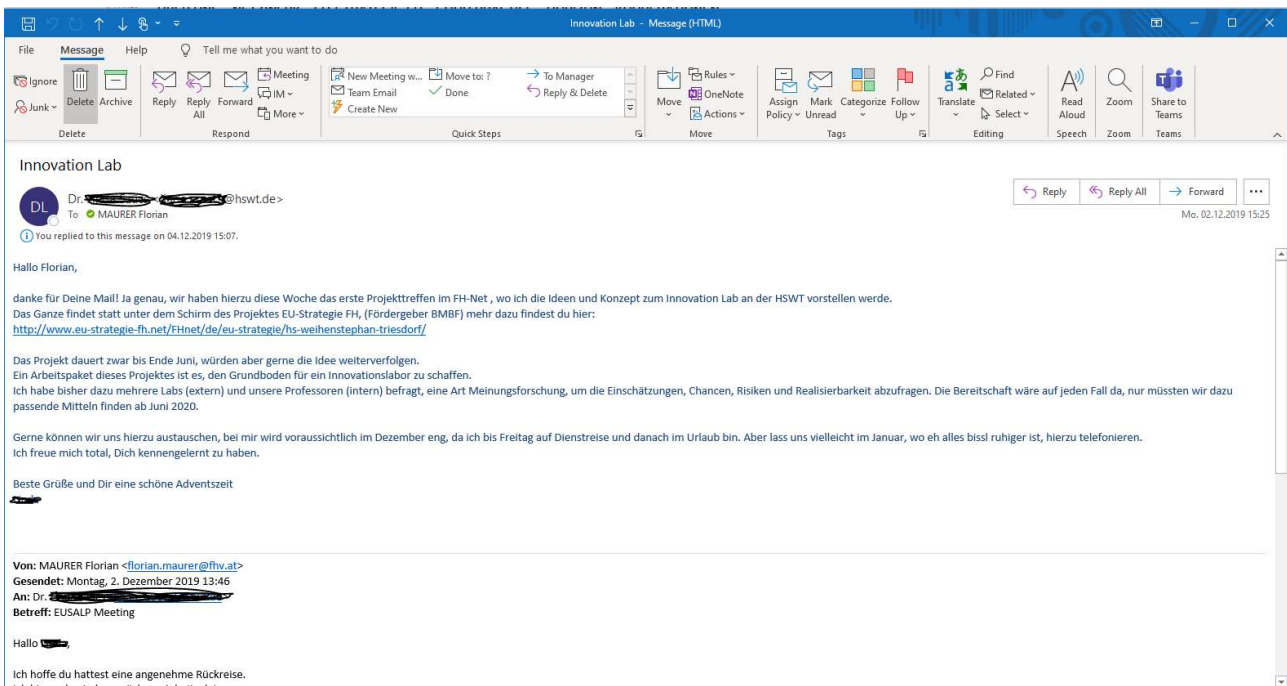 Innovation Lab - Message (HTML)
File Message Help Tell me what you want to do
Ignore
Junk
Delete
Archive
Reply
Reply All
Forward
Meeting
IM
More
New Meeting w...
Team Email
Create New
Move to: ?
Done
To Manager
Reply & Delete
Move
Rules
OneNote
Actions
Assign Policy
Mark Unread
Categorize
Follow Up
Translate
Find
Related
Select
Read Aloud
Zoom
Share to Teams
Delete Respond Quick Steps Move Tags Editing Speech Zoom Teams
Innovation Lab
DL
Dr. @hswt.de>
To MAURER Florian
Reply Reply All Forward
Mo. 02.12.2019 15:25
You replied to this message on 04.12.2019 15:07.
Hallo Florian,
danke für Deine Mail! Ja genau, wir haben hierzu diese Woche das erste Projekttreffen im FH-Net , wo ich die Ideen und Konzept zum Innovation Lab an der HSWT vorstellen werde.
Das Ganze findet statt unter dem Schirm des Projektes EU-Strategie FH, (Fördergeber BMBF) mehr dazu findest du hier:
http://www.eu-strategie-fh.net/FHnet/de/eu-strategie/hs-weihenstephan-triesdorf/
Das Projekt dauert zwar bis Ende Juni, würden aber gerne die Idee weiterverfolgen.
Ein Arbeitspaket dieses Projektes ist es, den Grundboden für ein Innovationslabor zu schaffen.
Ich habe bisher dazu mehrere Labs (extern) und unsere Professoren (intern) befragt, eine Art Meinungsforschung, um die Einschätzungen, Chancen, Risiken und Realisierbarkeit abzufragen. Die Bereitschaft wäre auf jeden Fall da, nur müssten wir dazu
passende Mitteln finden ab Juni 2020.
Gerne können wir uns hierzu austauschen, bei mir wird voraussichtlich im Dezember eng, da ich bis Freitag auf Dienstreise und danach im Urlaub bin. Aber lass uns vielleicht im Januar, wo eh alles bissl ruhiger ist, hierzu telefonieren.
Ich freue mich total, Dich kennengelernt zu haben.
Beste Grüße und Dir eine schöne Adventszeit
Von: MAURER Florian <florian.maurer@fhv.at>
Gesendet: Montag, 2. Dezember 2019 13:46
An: Dr.
Betreff: EUSALP Meeting
Hallo ,
Ich hoffe du hattest eine angenehme Rückreise.